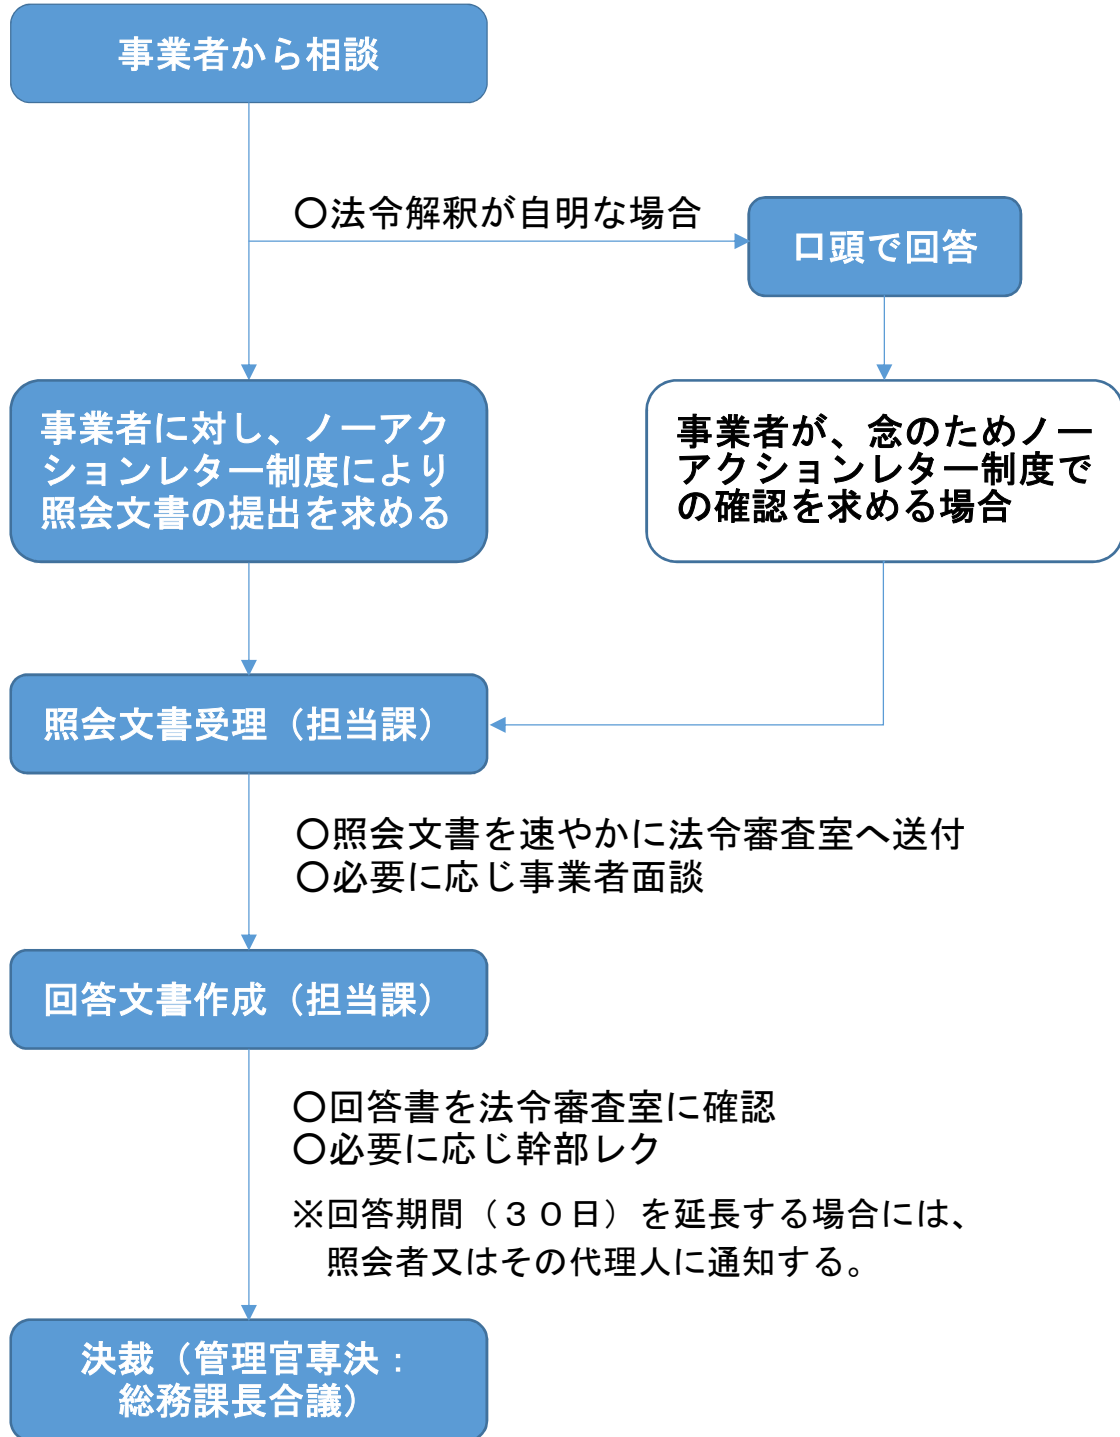 事業者から相談
〇法令解釈が自明な場合
口頭で回答
事業者に対し、ノーアク
ションレター制度により
照会文書の提出を求める
事業者が、念のためノー
アクションレター制度で
の確認を求める場合
照会文書受理（担当課）
〇照会文書を速やかに法令審査室へ送付
〇必要に応じ事業者面談
回答文書作成（担当課）
〇回答書を法令審査室に確認
〇必要に応じ幹部レク
※回答期間（３０日）を延長する場合には、
照会者又はその代理人に通知する。
決裁（管理官専決：
総務課長合議）